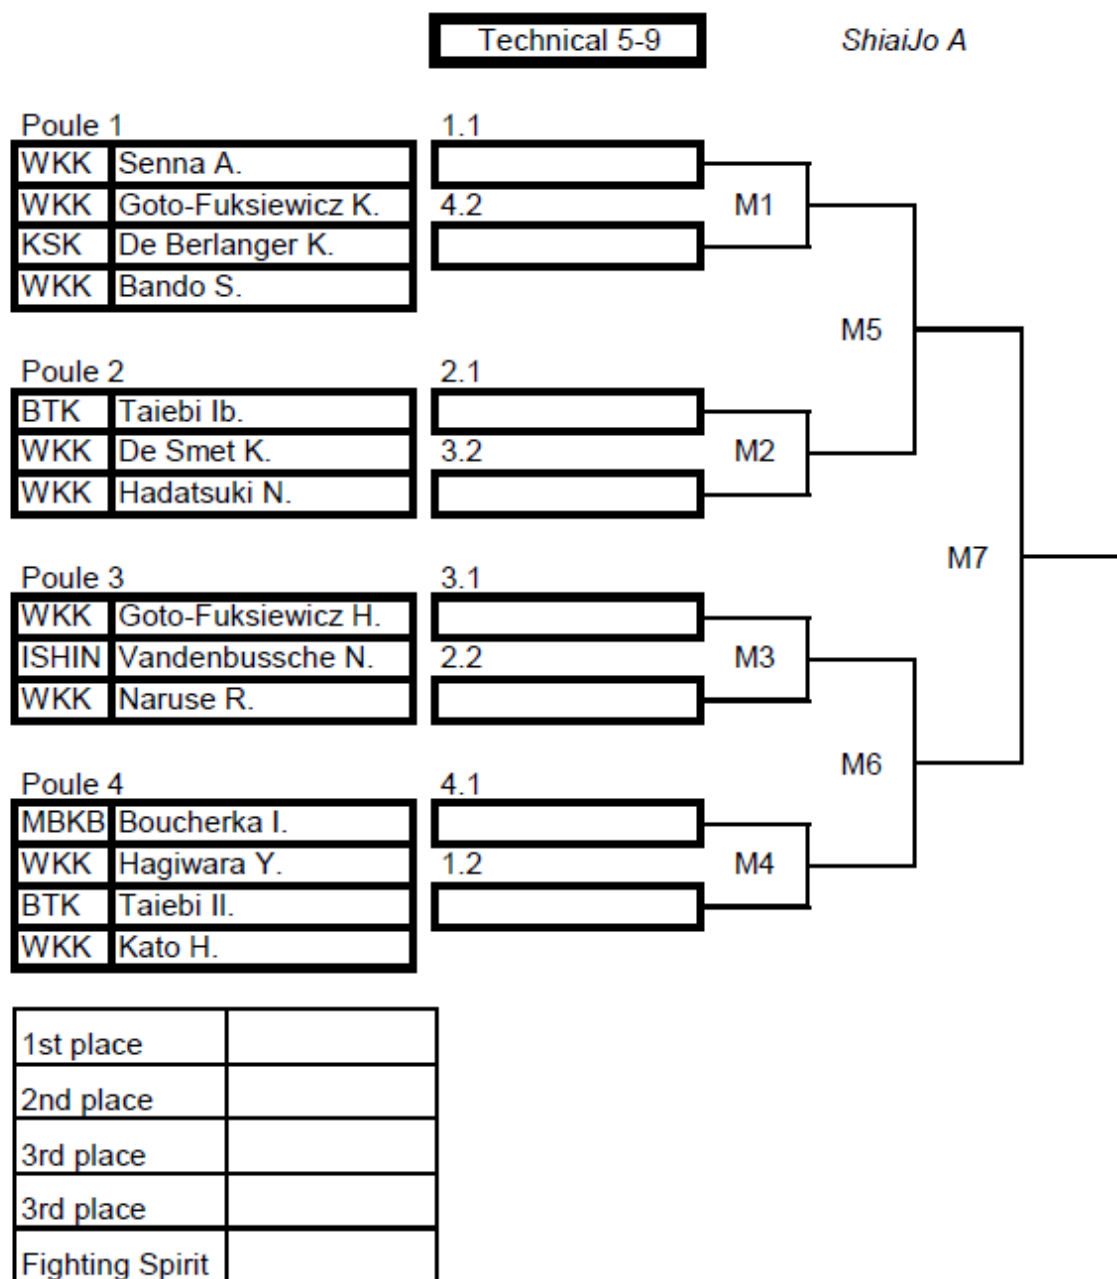 Technical 5-9 ShiaiJo A
Poule 1 1.1
WKK Senna A.
WKK Goto-Fuksiewicz K. 4.2 M1
KSK De Berlanger K.
WKK Bando S.
M5
Poule 2 2.1
BTK Taiebi Ib.
WKK De Smet K. 3.2 M2
WKK Hadatsuki N.
M7
Poule 3 3.1
WKK Goto-Fuksiewicz H.
ISHIN Vandenbussche N. 2.2 M3
WKK Naruse R.
M6
Poule 4 4.1
MBKB Boucherka I.
WKK Hagiwara Y. 1.2 M4
BTK Taiebi Il.
WKK Kato H.
1st place
2nd place
3rd place
3rd place
Fighting Spirit